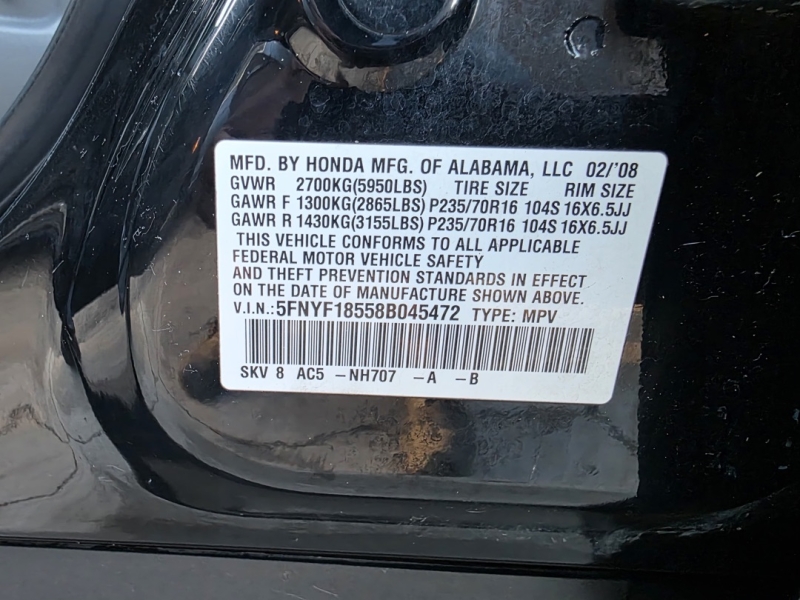 MFD. BY HONDA MFG. OF ALABAMA, LLC 02/'08
GVWR 2700KG(5950LBS) TIRE SIZE RIM SIZE
GAWR F 1300KG(2865LBS) P235/70R16 104S 16X6.5JJ
GAWR R 1430KG(3155LBS) P235/70R16 104S 16X6.5JJ
THIS VEHICLE CONFORMS TO ALL APPLICABLE
FEDERAL MOTOR VEHICLE SAFETY
AND THEFT PREVENTION STANDARDS IN EFFECT
ON THE DATE OF MANUFACTURE SHOWN ABOVE.
V.I.N.:5FNYF18558B045472 TYPE: MPV
SKV 8 AC5 -NH707 -A -B